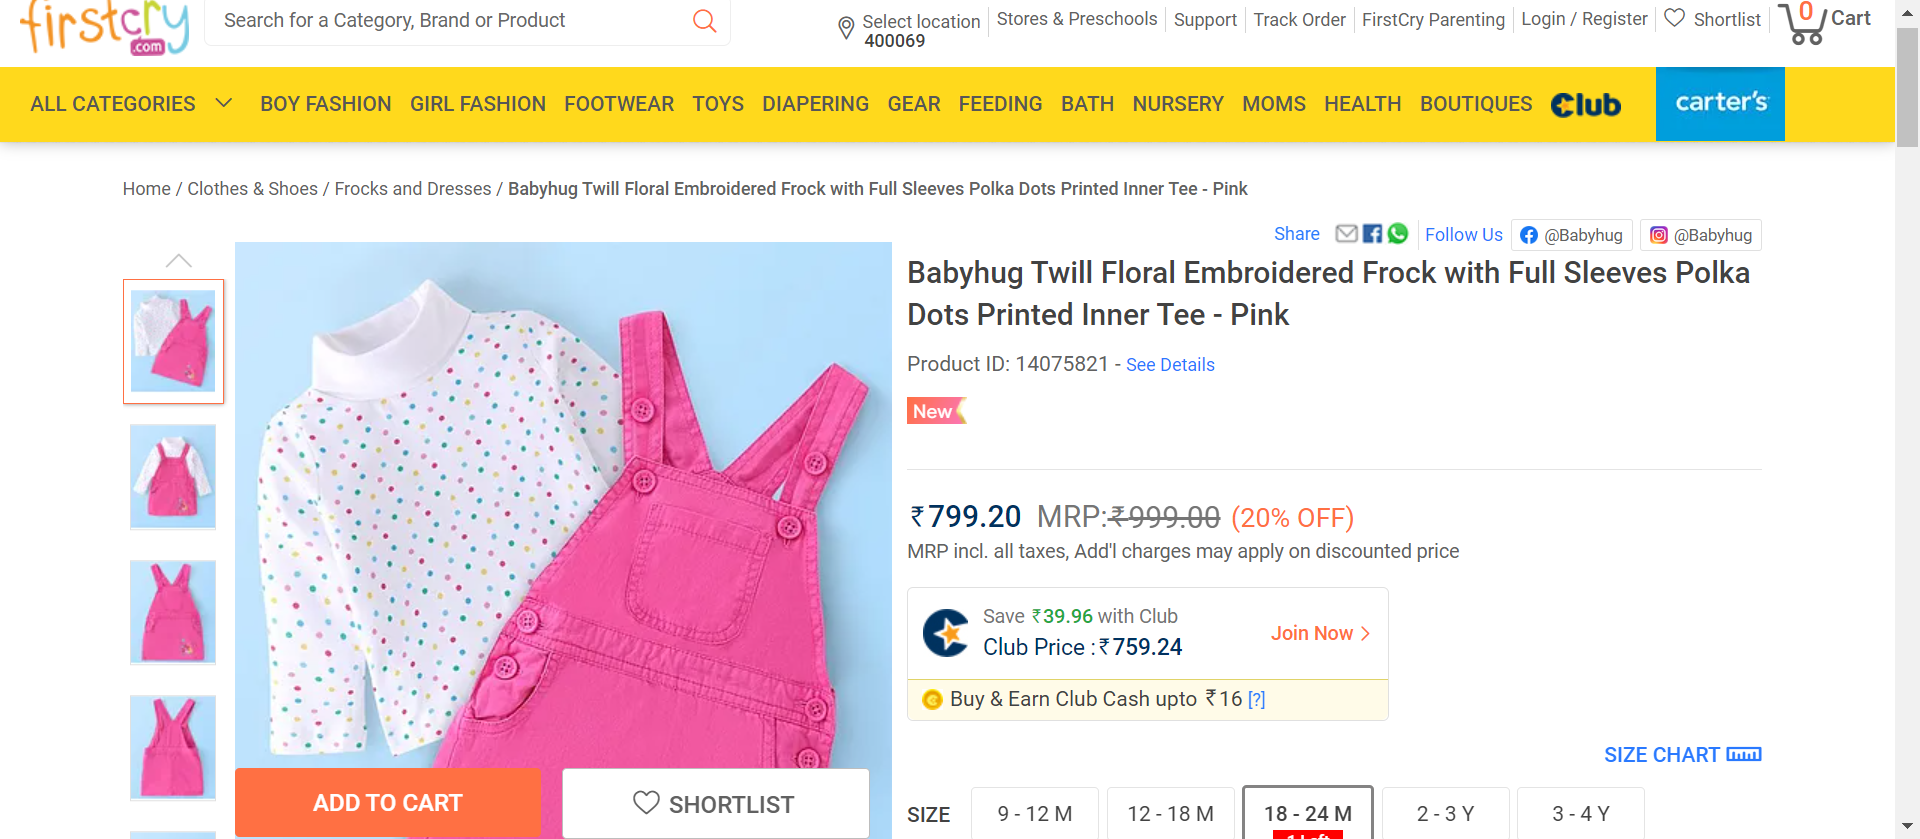 firstcry
.com
Search for a Category, Brand or Product
Select location
400069
Stores & Preschools
Support
Track Order
FirstCry Parenting
Login / Register
Shortlist
0
Cart
ALL CATEGORIES
BOY FASHION
GIRL FASHION
FOOTWEAR
TOYS
DIAPERING
GEAR
FEEDING
BATH
NURSERY
MOMS
HEALTH
BOUTIQUES
Club
carter's
Home / Clothes & Shoes / Frocks and Dresses / Babyhug Twill Floral Embroidered Frock with Full Sleeves Polka Dots Printed Inner Tee - Pink
Share
Follow Us
@Babyhug
@Babyhug
Babyhug Twill Floral Embroidered Frock with Full Sleeves Polka
Dots Printed Inner Tee - Pink
Product ID: 14075821 - See Details
New
₹799.20 MRP:₹999.00 (20% OFF)
MRP incl. all taxes, Add'l charges may apply on discounted price
Save ₹39.96 with Club
Club Price :₹759.24
Join Now >
Buy & Earn Club Cash upto ₹16 [?]
SIZE CHART
ADD TO CART
SHORTLIST
SIZE
9 - 12 M
12 - 18 M
18 - 24 M
2 - 3 Y
3 - 4 Y
1 Left